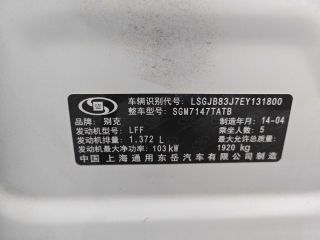 车辆识别代号: LSGJB83J7EY131800
整车型号: SGM7147TATB
品牌: 别克 制造年月: 14-04
发动机型号: LFF 乘坐人数: 5
发动机排量: 1.372 L 最大允许总质量:
发动机最大净功率: 103 kW 1920 kg
中国 上海通用东岳汽车有限公司制造